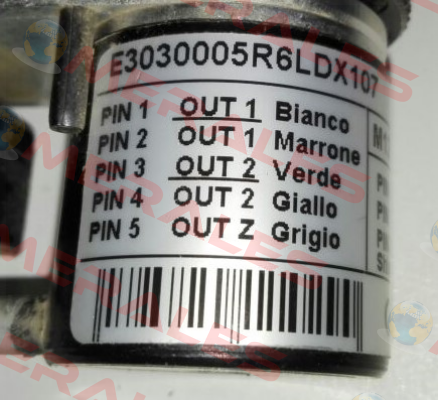 E3030005R6LDX107
PIN 1 OUT 1 Bianco
PIN 2 OUT 1 Marrone
PIN 3 OUT 2 Verde
PIN 4 OUT 2 Giallo
PIN 5 OUT Z Grigio
MERALES